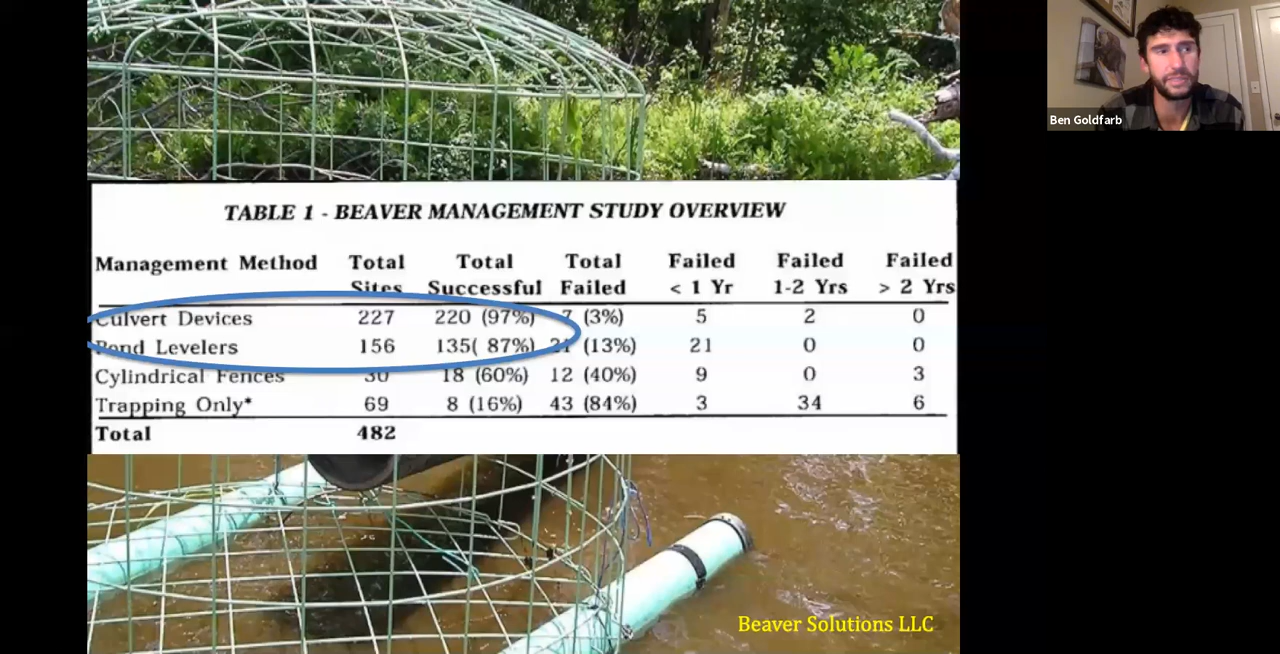 Ben Goldfarb
TABLE 1 - BEAVER MANAGEMENT STUDY OVERVIEW
Management Method Total Sites Total Successful Total Failed Failed < 1 Yr Failed 1-2 Yrs Failed > 2 Yrs
Culvert Devices 227 220 (97%) 7 (3%) 5 2 0
Pond Levelers 156 135( 87%) 21 (13%) 21 0 0
Cylindrical Fences 30 18 (60%) 12 (40%) 9 0 3
Trapping Only* 69 8 (16%) 43 (84%) 3 34 6
Total 482
Beaver Solutions LLC